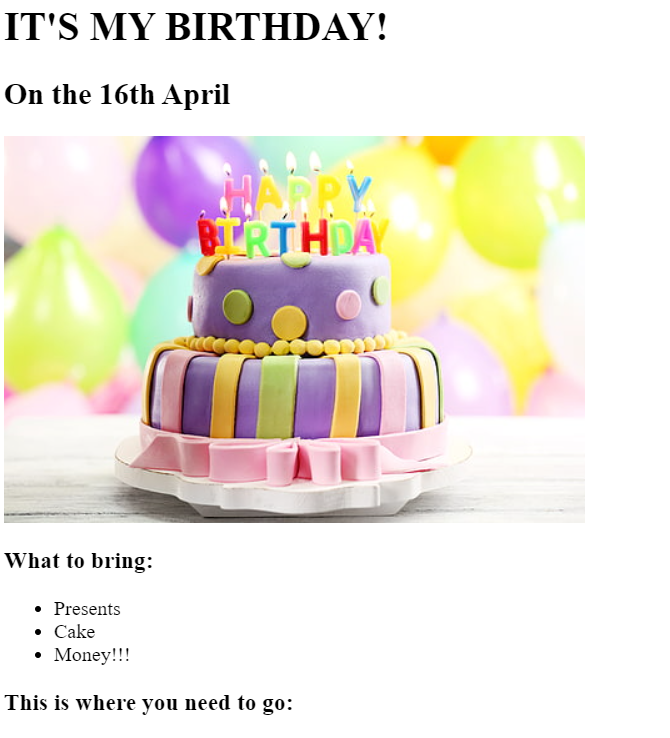 IT'S MY BIRTHDAY!
On the 16th April
HAPPY
BIRTHDAY
What to bring:
Presents
Cake
Money!!!
This is where you need to go: